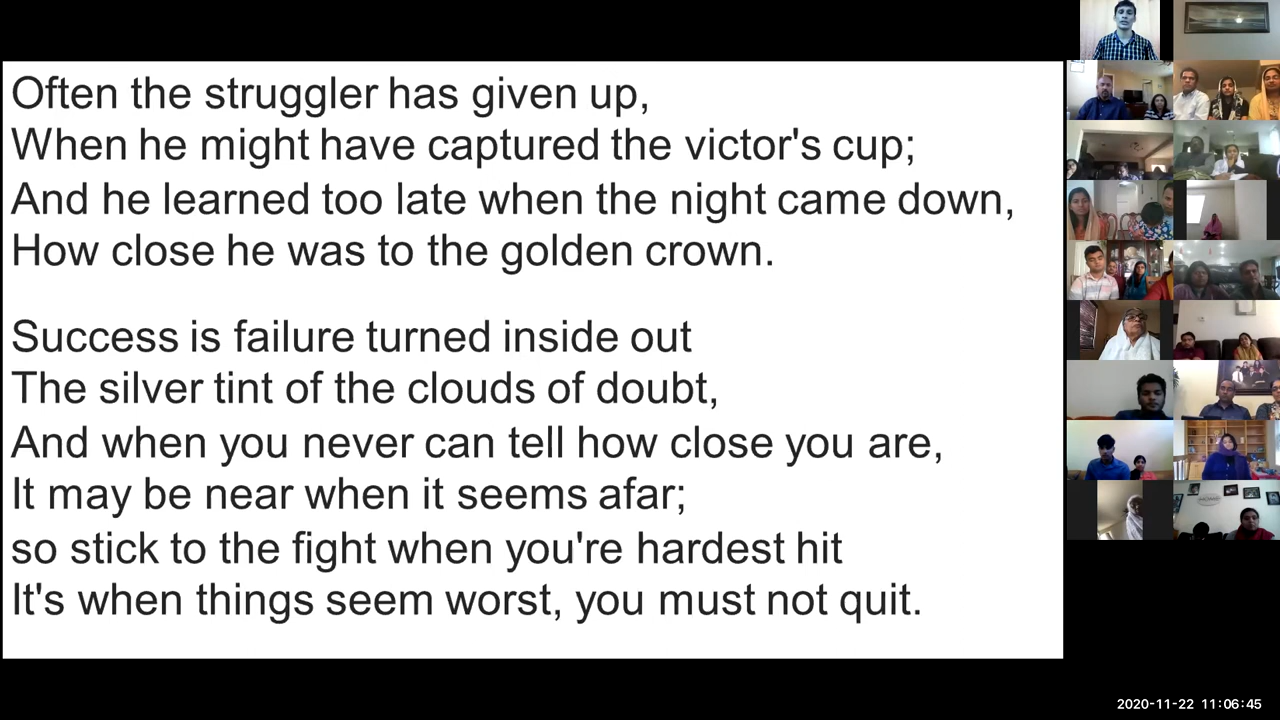 Often the struggler has given up,
When he might have captured the victor's cup;
And he learned too late when the night came down,
How close he was to the golden crown.
Success is failure turned inside out
The silver tint of the clouds of doubt,
And when you never can tell how close you are,
It may be near when it seems afar;
so stick to the fight when you're hardest hit
It's when things seem worst, you must not quit.
2020-11-22 11:06:45